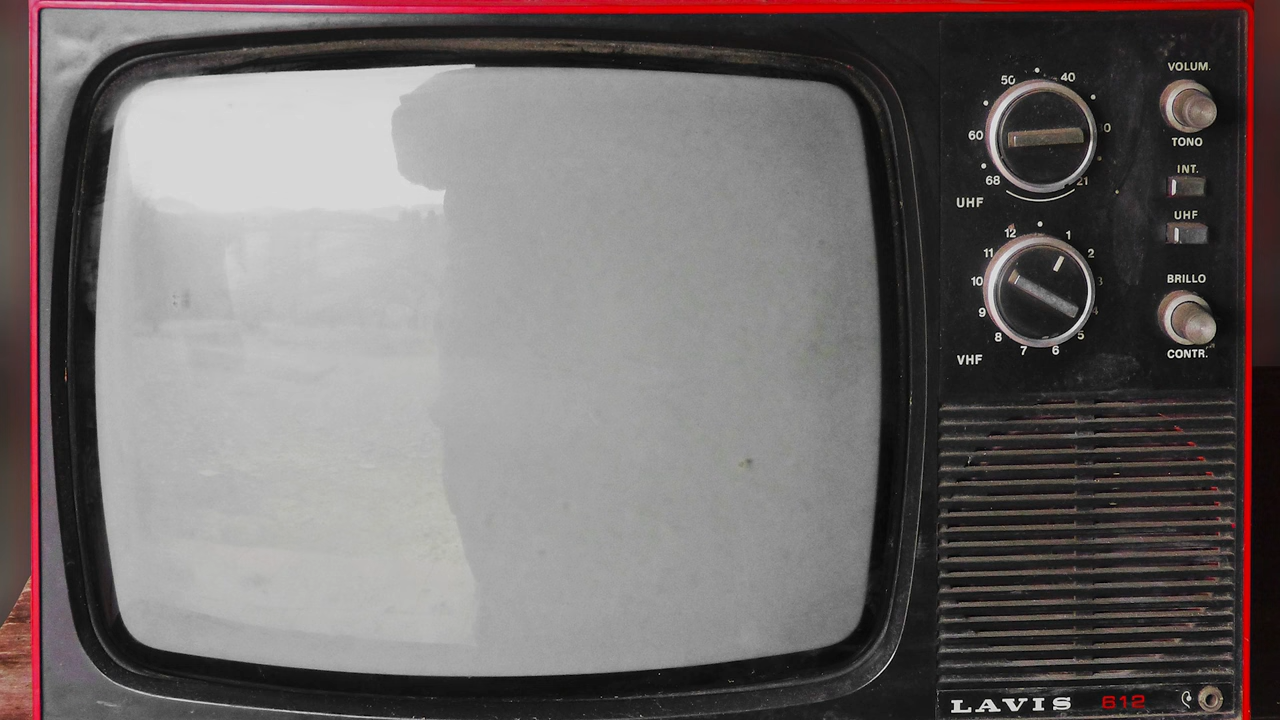 50 40
60 0
68 21
UHF
12 1
11 2
10 3
9
8 5
7 6
VHF
VOLUM.
TONO
INT.
UHF
BRILLO
CONTR.
LAVIS 612